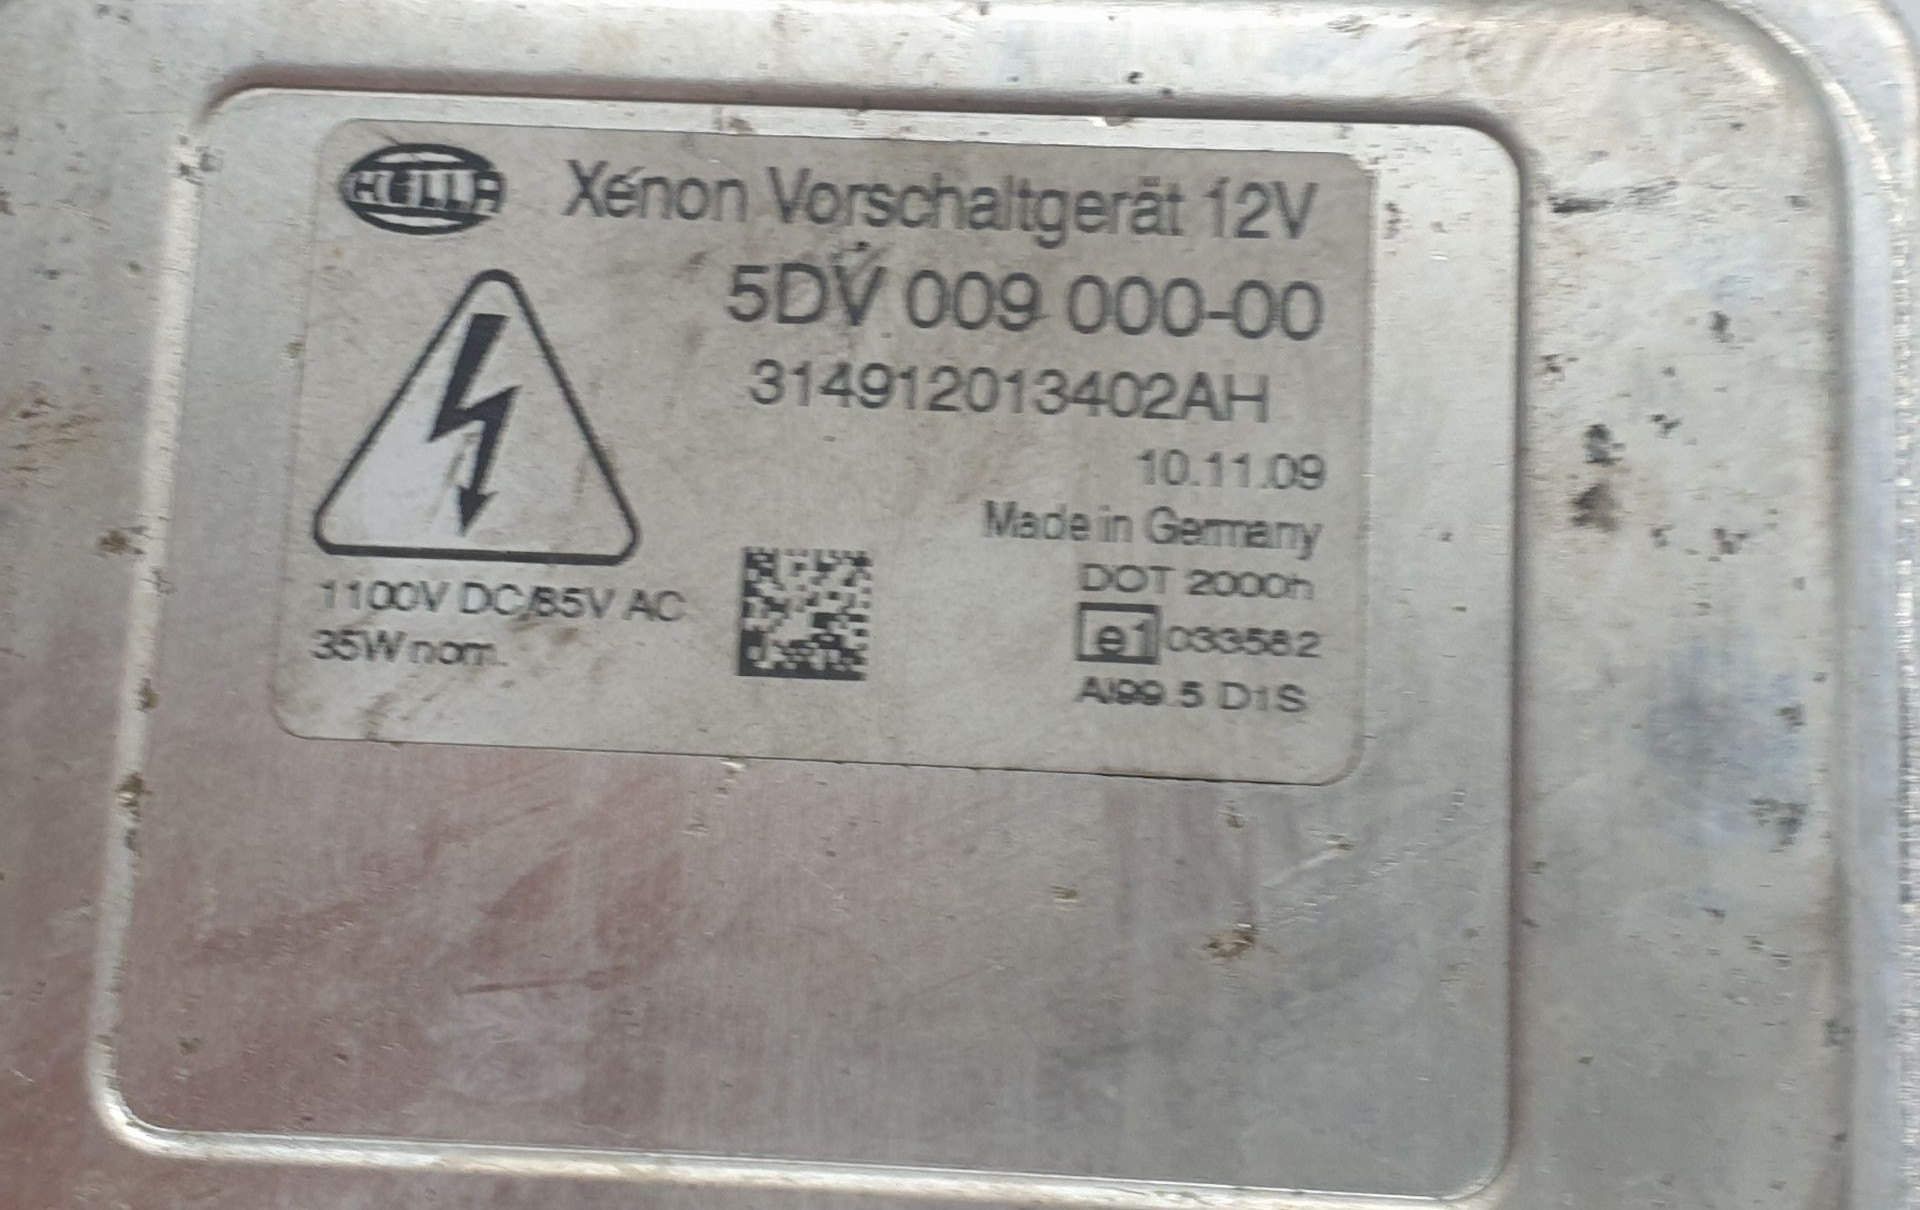 HELLA Xenon Vorschaltgerät 12V
5DV 009 000-00
314912013402AH
10.11.09
Made in Germany
DOT 2000h
1100V DC/85V AC
35W nom.
e1 033582
AI99.5 D1S